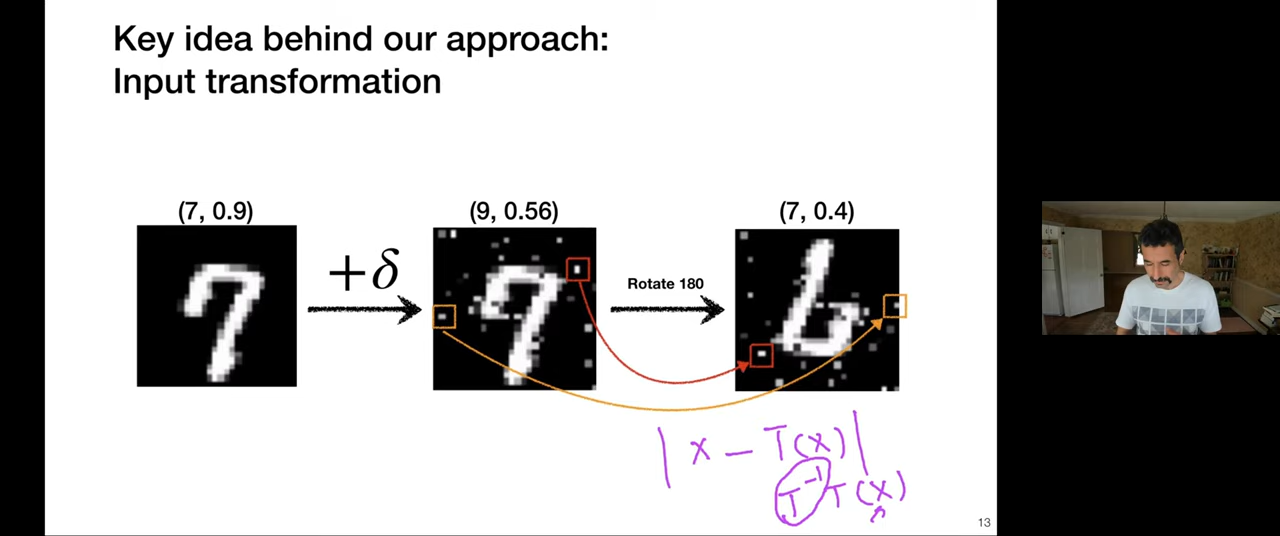 Key idea behind our approach:
Input transformation
(7, 0.9)
(9, 0.56)
(7, 0.4)
+δ
Rotate 180
| x - T(x) |
T⁻¹ T(x)
13